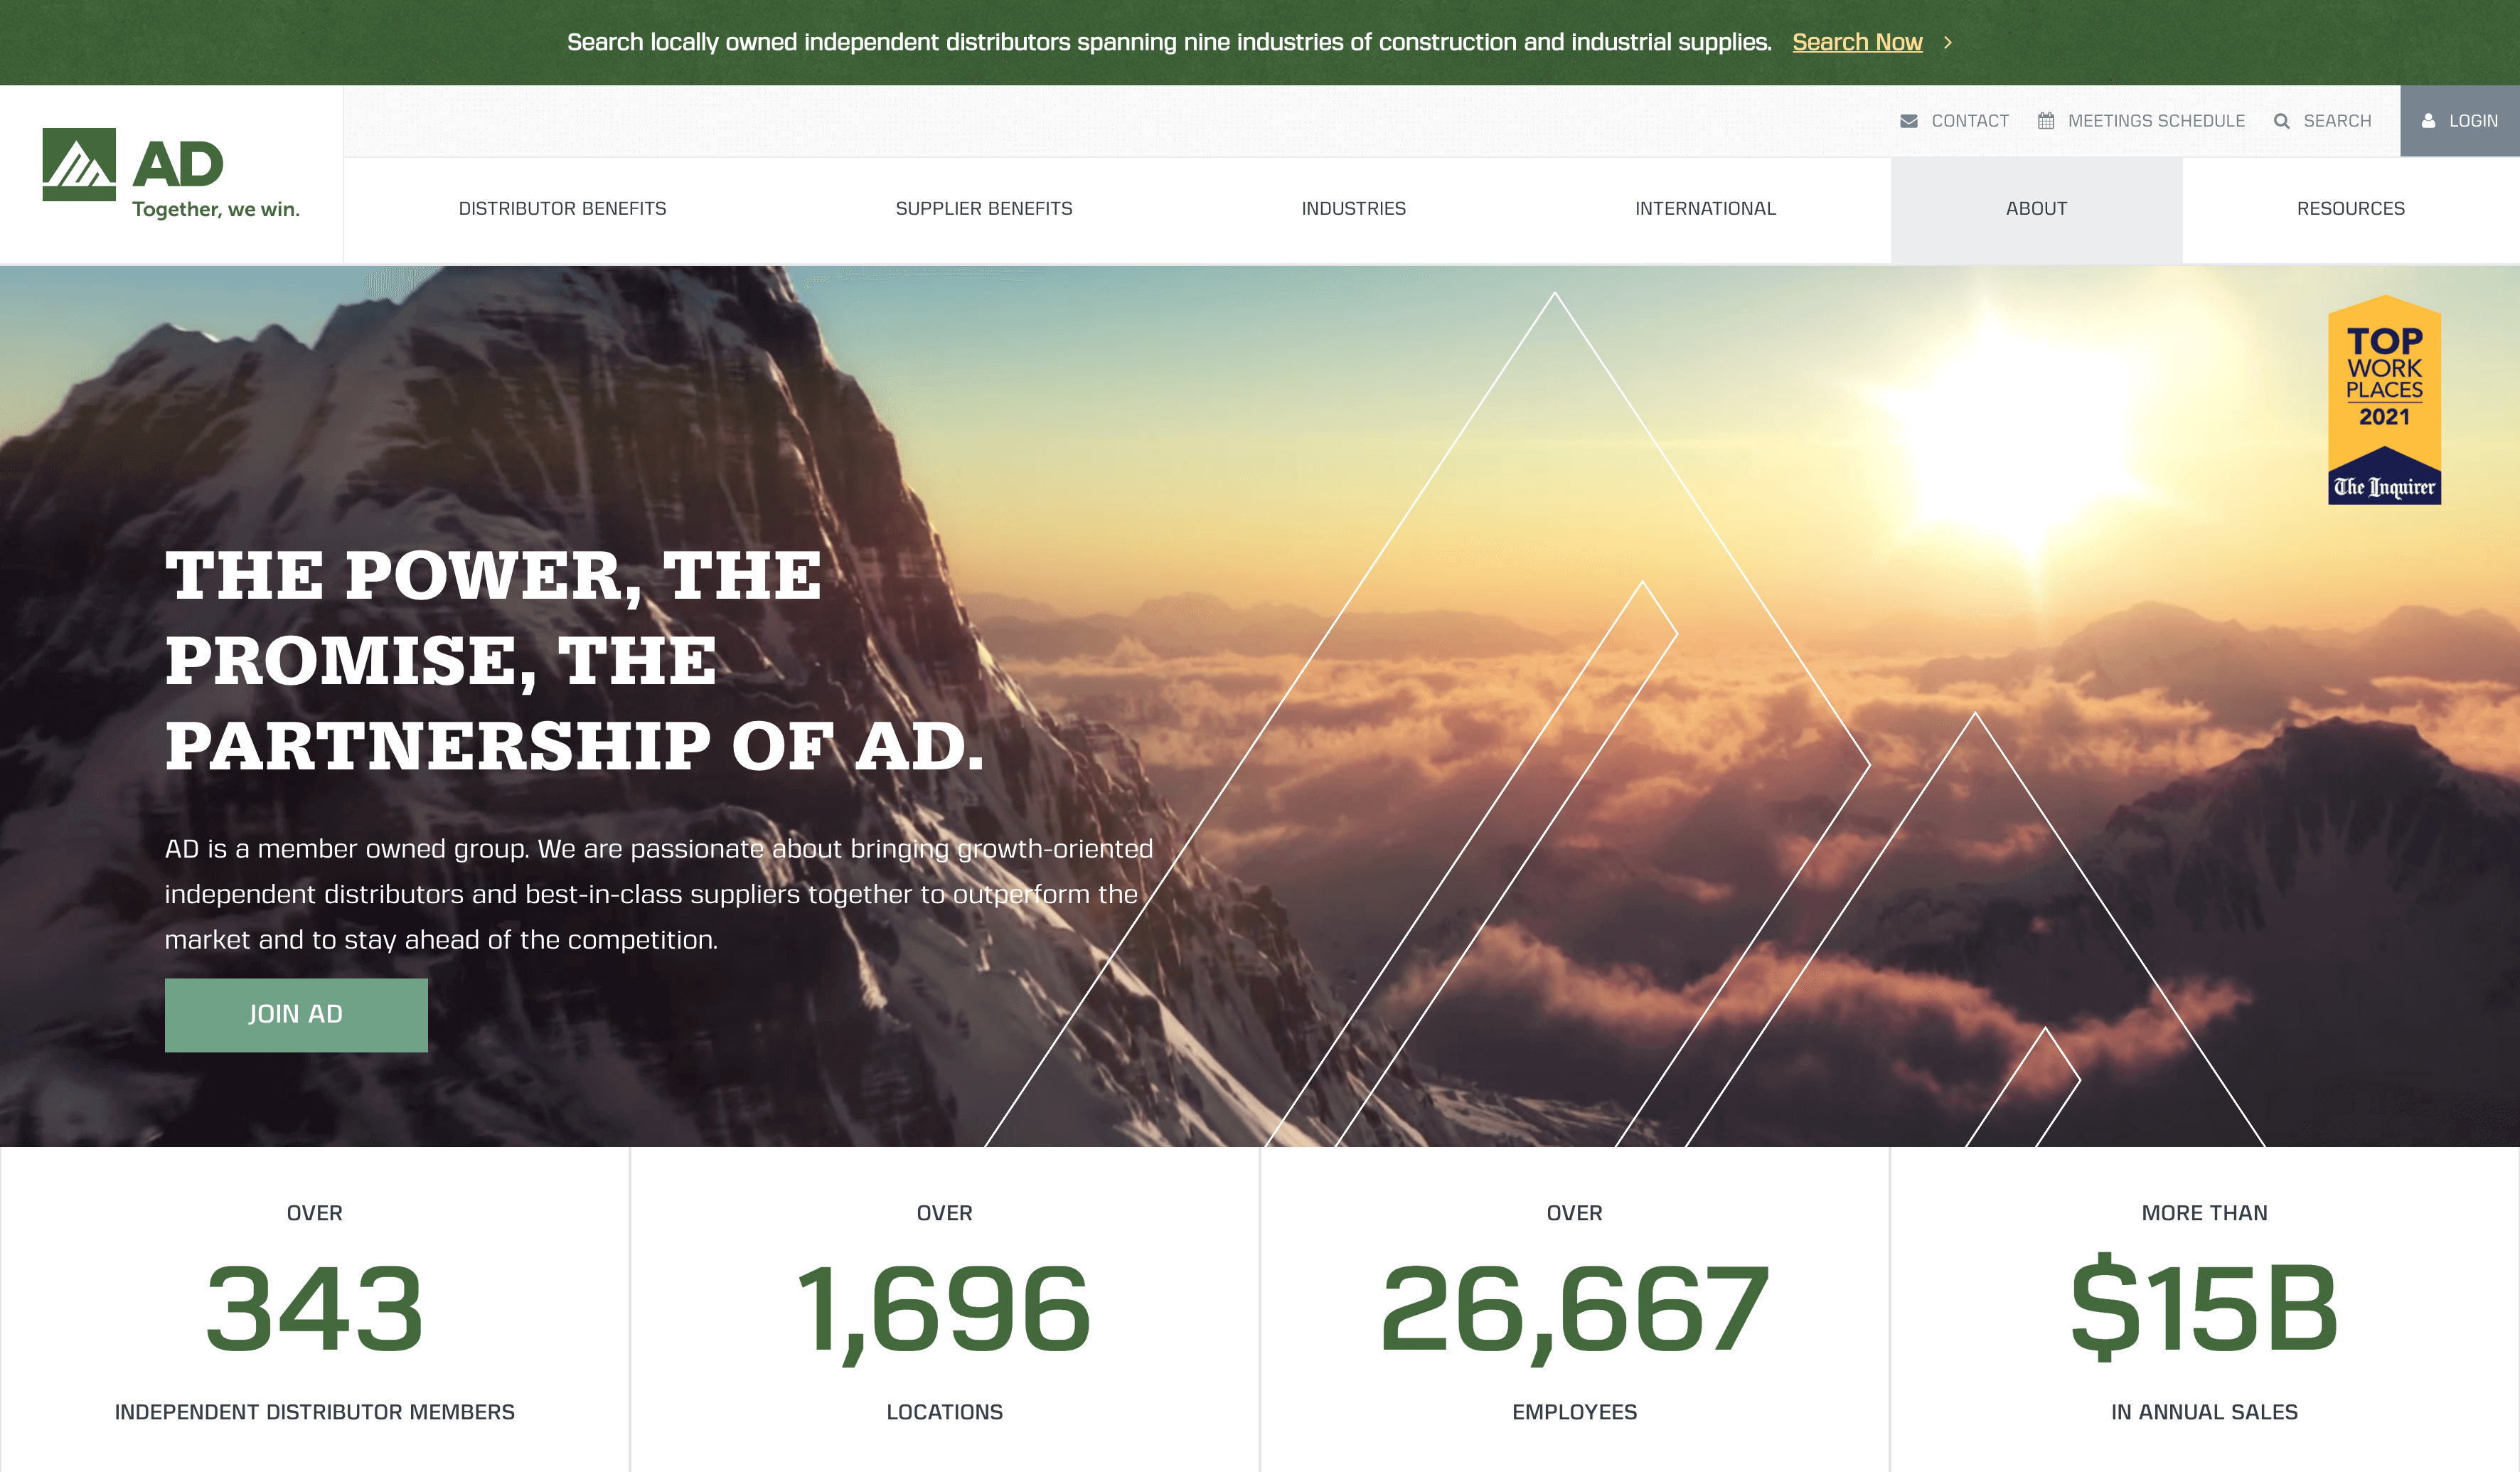 Search locally owned independent distributors spanning nine industries of construction and industrial supplies. Search Now
CONTACT MEETINGS SCHEDULE SEARCH LOGIN
AD
Together, we win.
DISTRIBUTOR BENEFITS SUPPLIER BENEFITS INDUSTRIES INTERNATIONAL ABOUT RESOURCES
TOP
WORK
PLACES
2021
The Inquirer
THE POWER, THE
PROMISE, THE
PARTNERSHIP OF AD.
AD is a member owned group. We are passionate about bringing growth-oriented
independent distributors and best-in-class suppliers together to outperform the
market and to stay ahead of the competition.
JOIN AD
OVER
343
INDEPENDENT DISTRIBUTOR MEMBERS
OVER
1,696
LOCATIONS
OVER
26,667
EMPLOYEES
MORE THAN
$15B
IN ANNUAL SALES